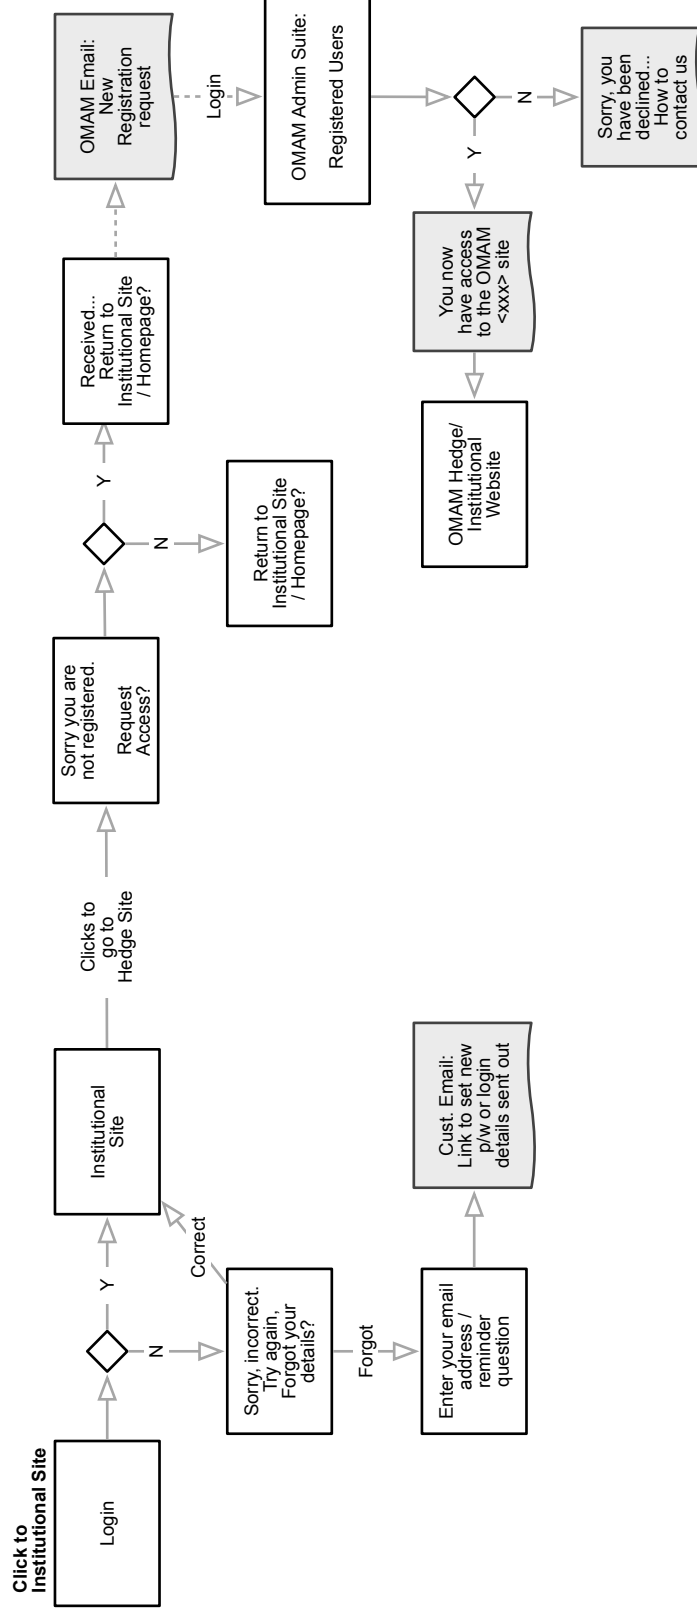 Click to
Institutional Site
Login
Y
N
Institutional
Site
Sorry, incorrect.
Try again,
Forgot your
details?
Correct
Forgot
Enter your email
address /
reminder
question
Cust. Email:
Link to set new
p/w or login
details sent out
Clicks to
go to
Hedge Site
Sorry you are
not registered.
Request
Access?
Y
N
Return to
Institutional Site
/ Homepage?
Received...
Return to
Institutional Site
/ Homepage?
OMAM Email:
New
Registration
request
Login
OMAM Admin Suite:
Registered Users
Y
N
You now
have access
to the OMAM
<xxx> site
OMAM Hedge/
Institutional
Website
Sorry, you
have been
declined...
How to
contact us